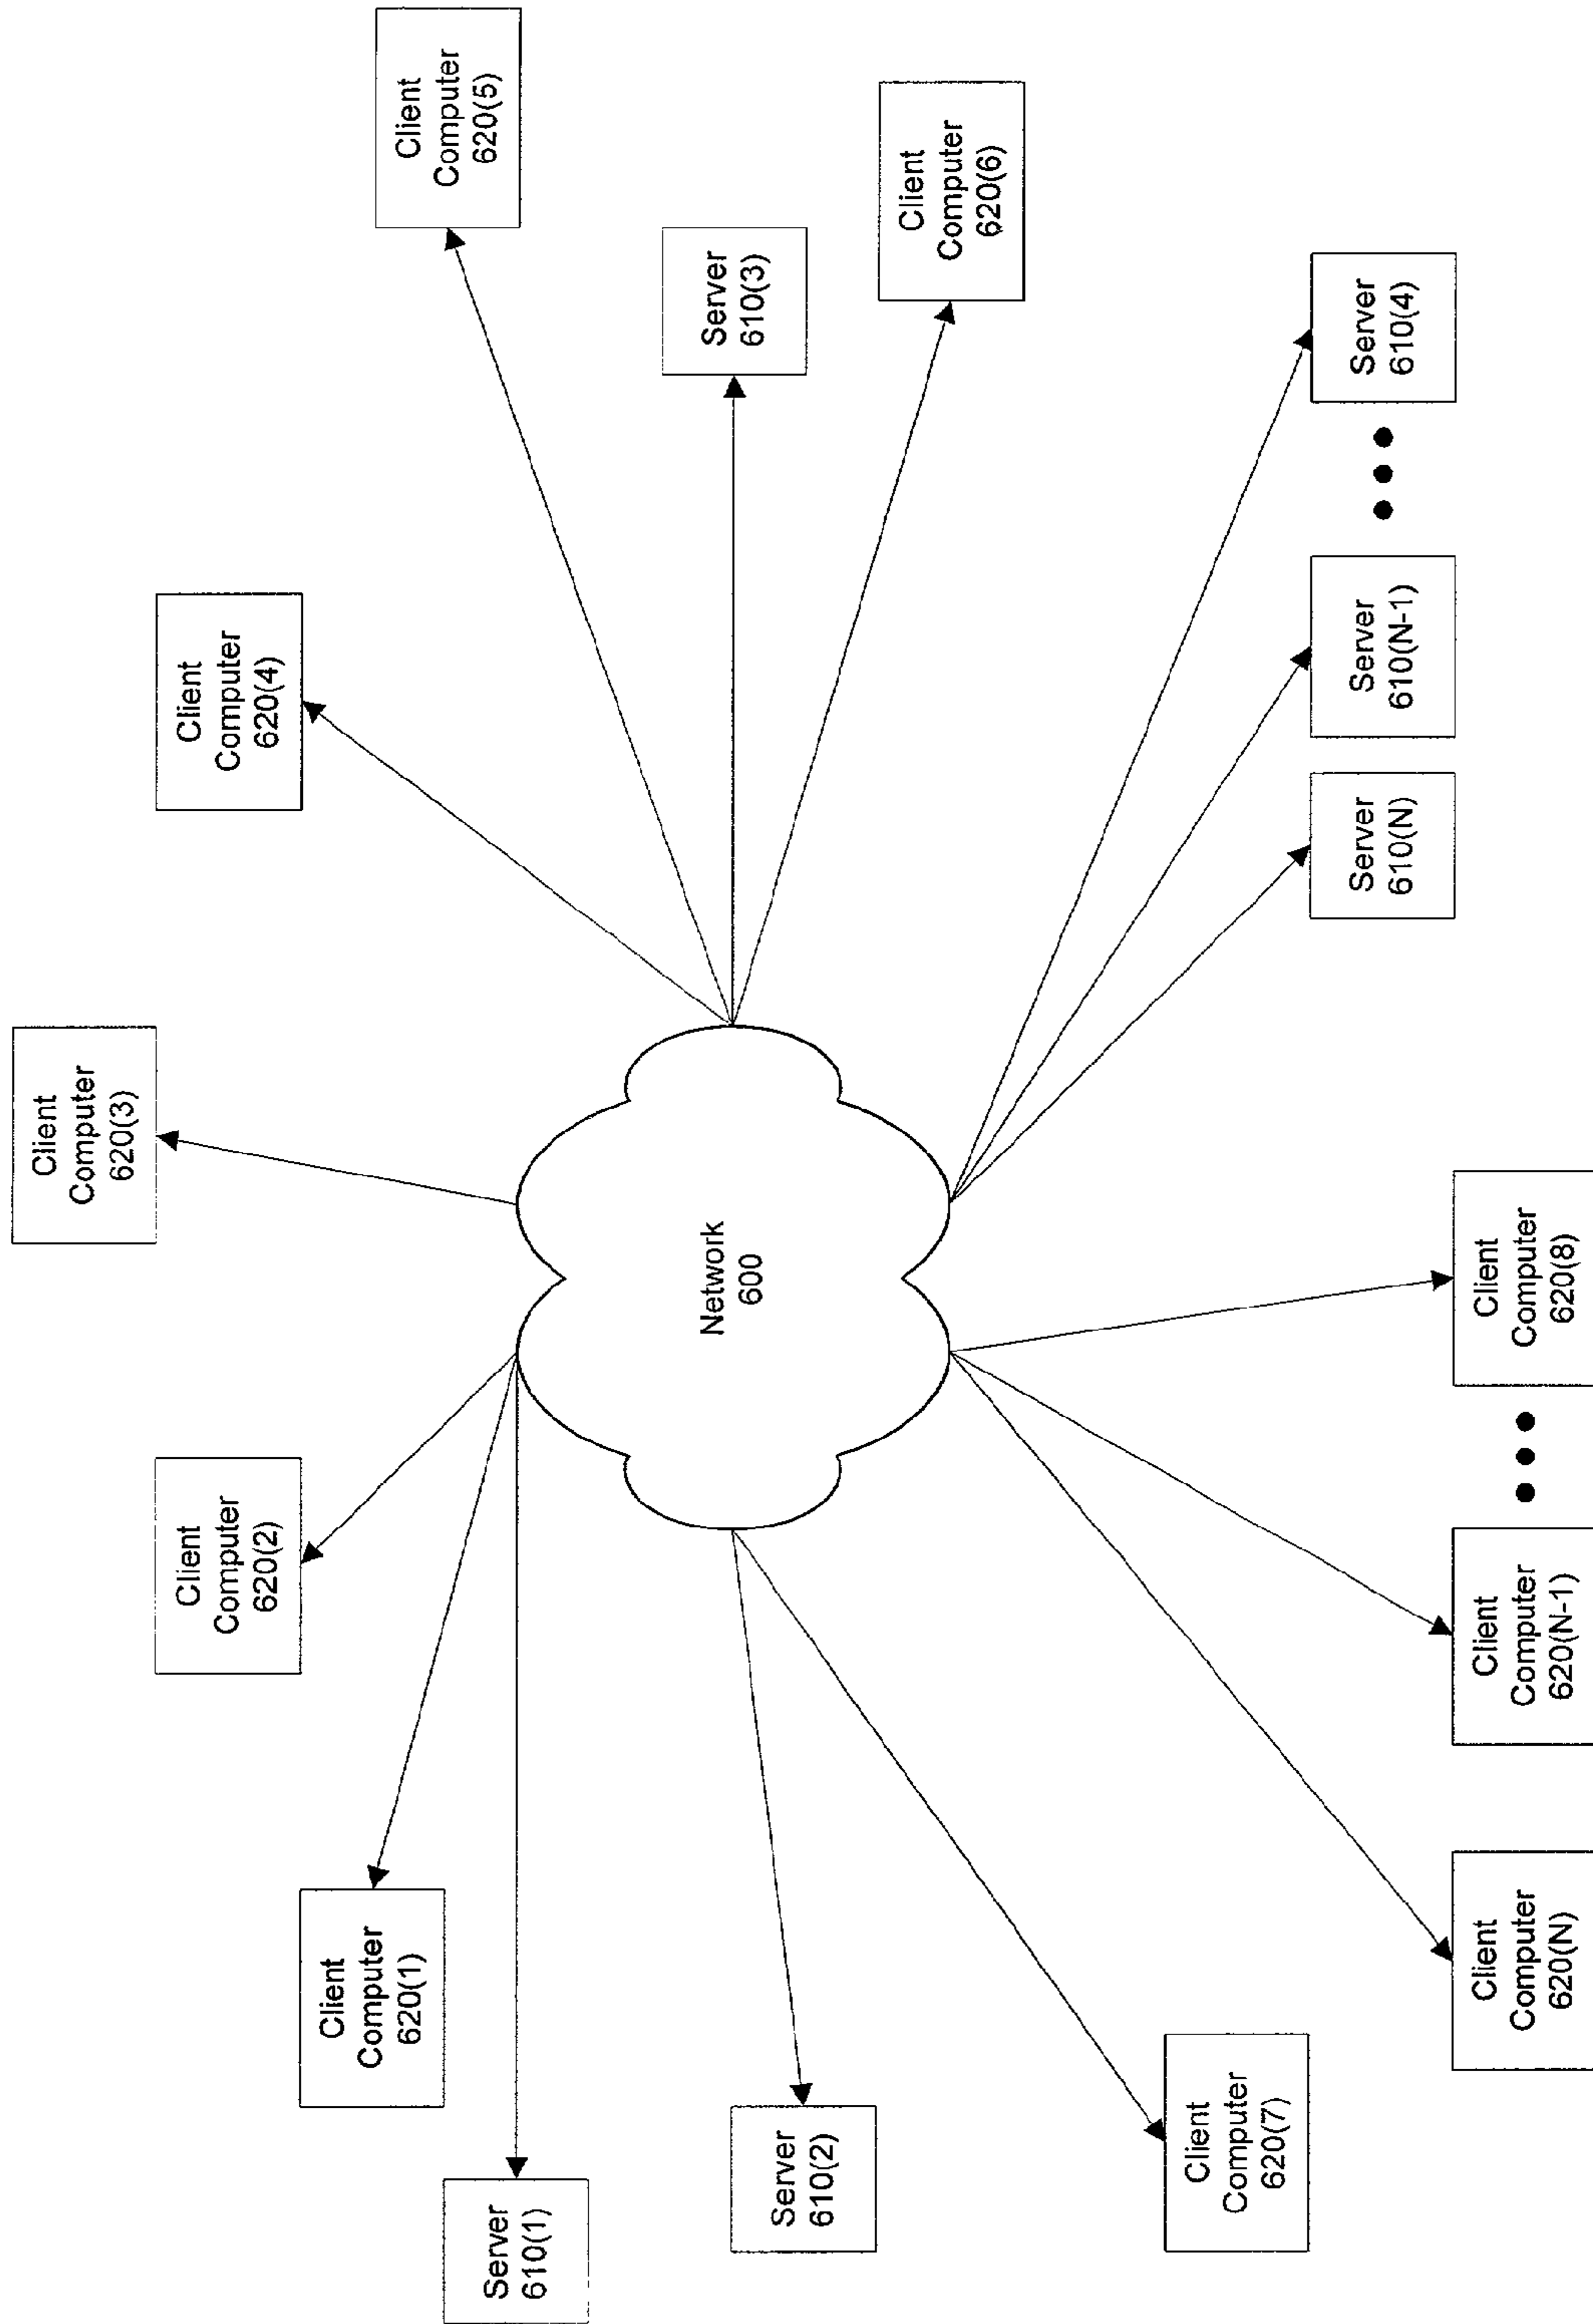 Client
Computer
620(3)
Client
Computer
620(2)
Client
Computer
620(4)
Client
Computer
620(1)
Client
Computer
620(5)
Server
610(1)
Server
610(3)
Network
600
Server
610(2)
Client
Computer
620(6)
Client
Computer
620(7)
Server
610(N)
Server
610(N-1)
Server
610(4)
Client
Computer
620(N)
Client
Computer
620(N-1)
Client
Computer
620(8)